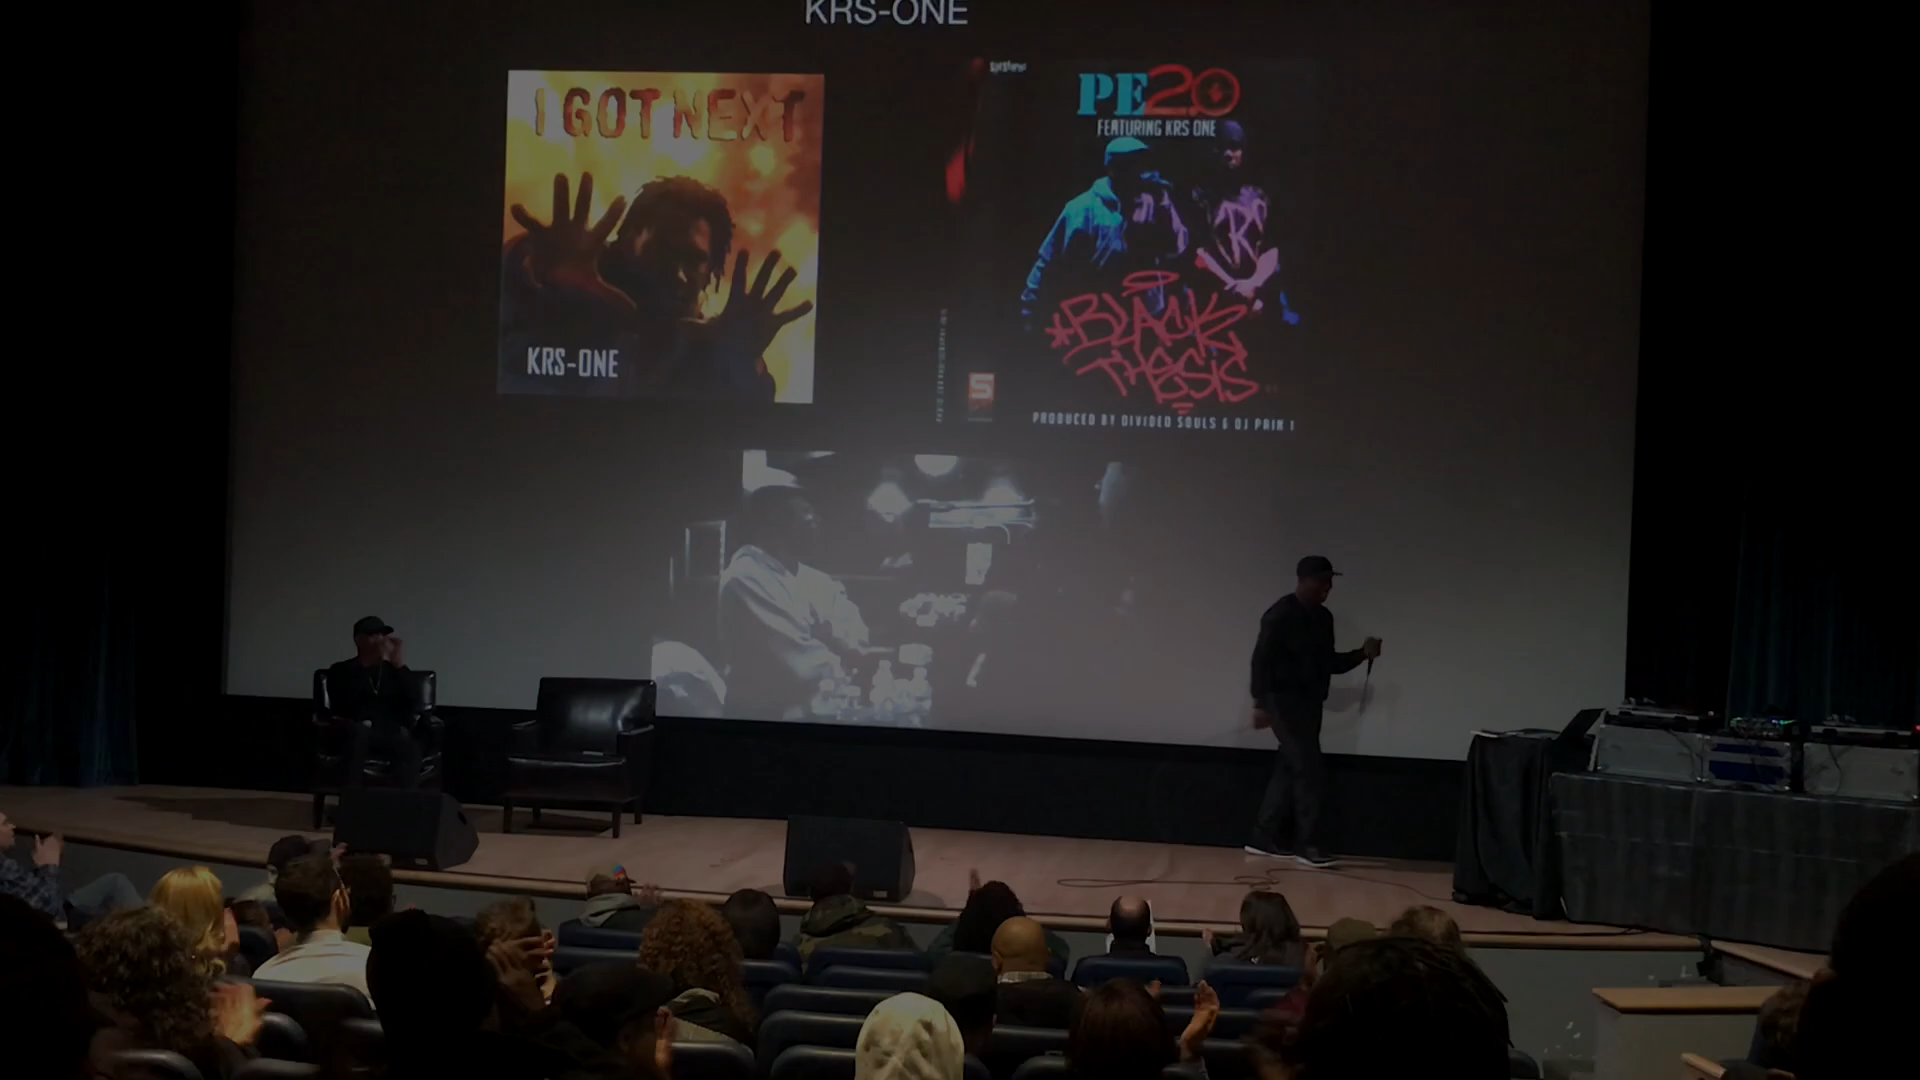 KRS-ONE
I GOT NEXT
KRS-ONE
PE2.0
FEATURING KRS ONE
BLACK
THESIS
PRODUCED BY DIVIDED SOULS & DJ PAIN 1